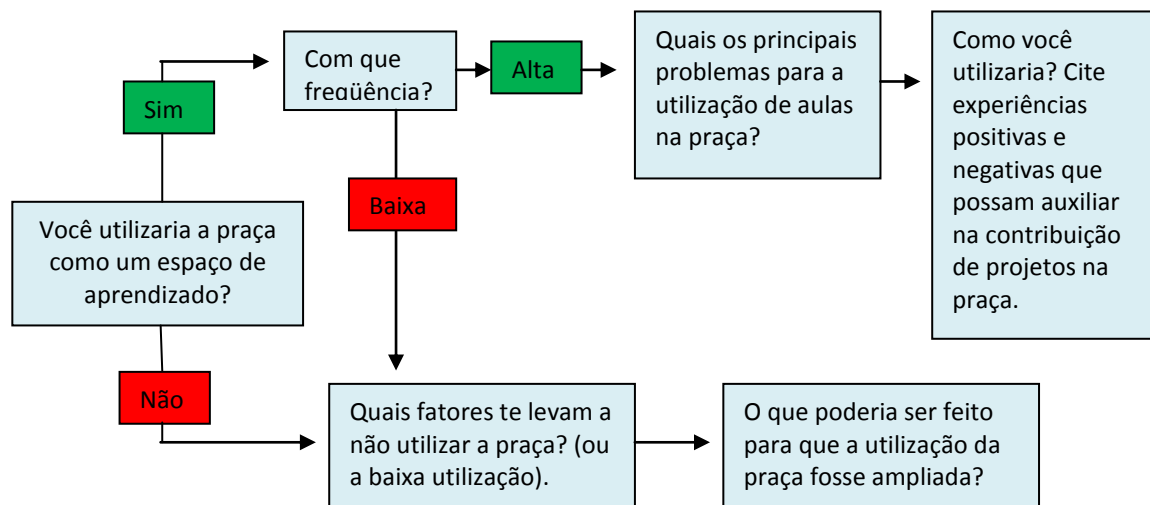 Com que
freqüência?
Alta
Quais os principais
problemas para a
utilização de aulas
na praça?
Como você
utilizaria? Cite
experiências
positivas e
negativas que
possam auxiliar
na contribuição
de projetos na
praça.
Sim
Baixa
Você utilizaria a praça
como um espaço de
aprendizado?
Não
Quais fatores te levam a
não utilizar a praça? (ou
a baixa utilização).
O que poderia ser feito
para que a utilização da
praça fosse ampliada?